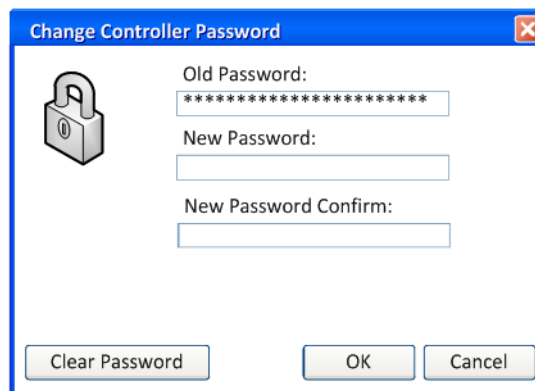 Change Controller Password
Old Password:
***********************
New Password:
New Password Confirm:
Clear Password
OK
Cancel